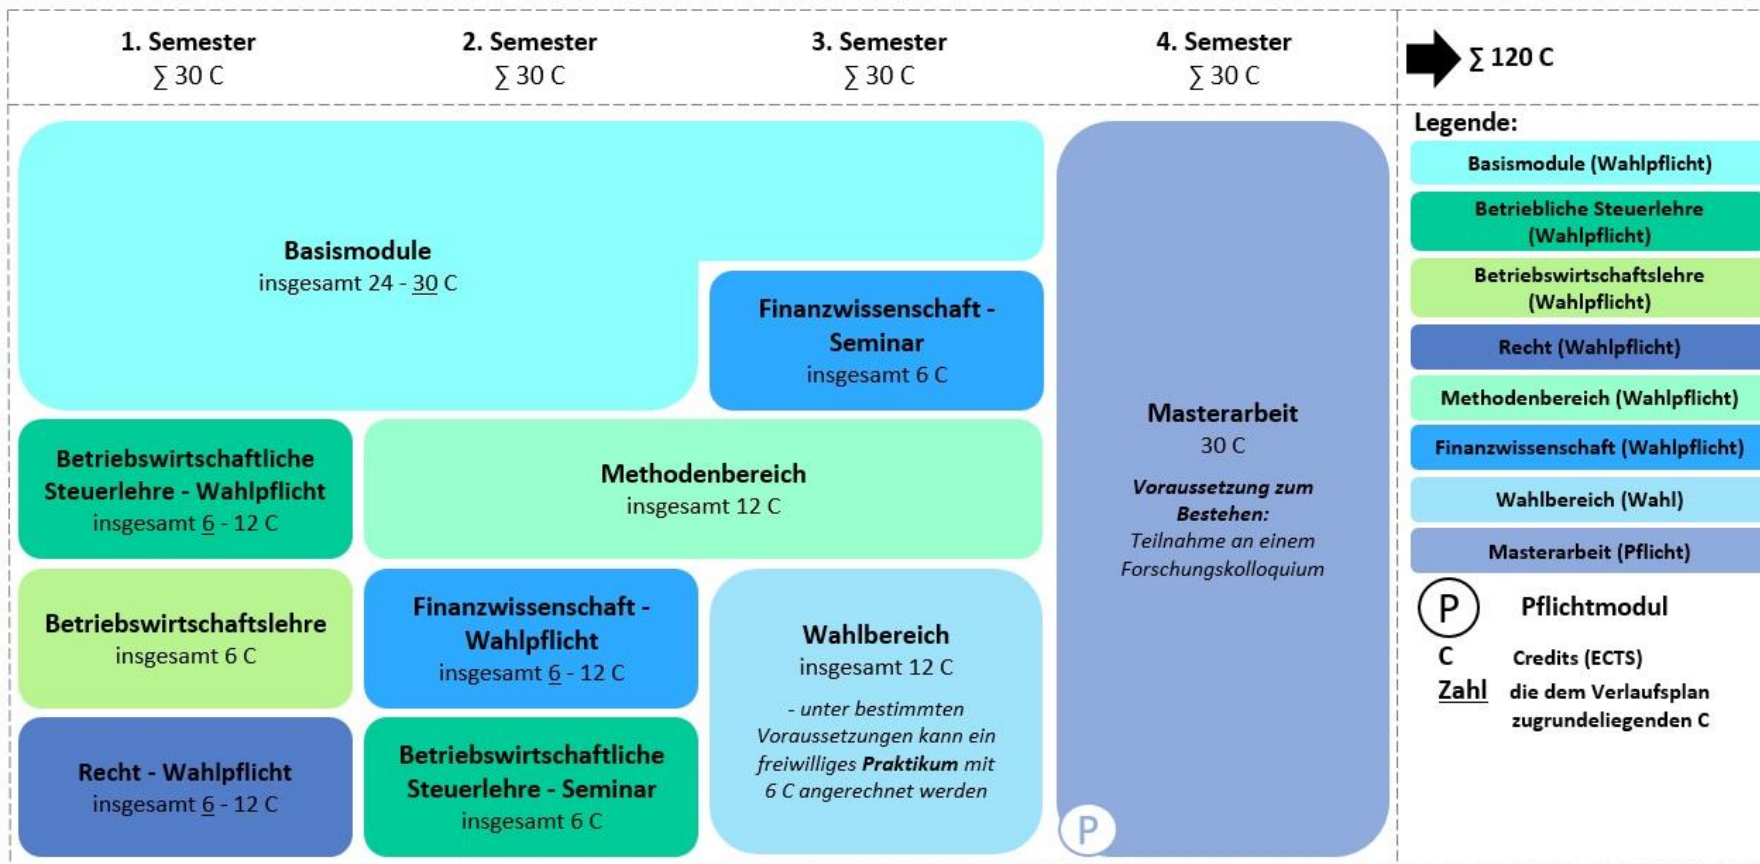 1. Semester
∑ 30 C
2. Semester
∑ 30 C
3. Semester
∑ 30 C
4. Semester
∑ 30 C
∑ 120 C
Basismodule
insgesamt 24 - 30 C
Finanzwissenschaft -
Seminar
insgesamt 6 C
Betriebswirtschaftliche
Steuerlehre - Wahlpflicht
insgesamt 6 - 12 C
Methodenbereich
insgesamt 12 C
Betriebswirtschaftslehre
insgesamt 6 C
Finanzwissenschaft -
Wahlpflicht
insgesamt 6 - 12 C
Wahlbereich
insgesamt 12 C
- unter bestimmten
Voraussetzungen kann ein
freiwilliges Praktikum mit
6 C angerechnet werden
Recht - Wahlpflicht
insgesamt 6 - 12 C
Betriebswirtschaftliche
Steuerlehre - Seminar
insgesamt 6 C
Masterarbeit
30 C
Voraussetzung zum
Bestehen:
Teilnahme an einem
Forschungskolloquium
P
Legende:
Basismodule (Wahlpflicht)
Betriebliche Steuerlehre
(Wahlpflicht)
Betriebswirtschaftslehre
(Wahlpflicht)
Recht (Wahlpflicht)
Methodenbereich (Wahlpflicht)
Finanzwissenschaft (Wahlpflicht)
Wahlbereich (Wahl)
Masterarbeit (Pflicht)
P Pflichtmodul
C Credits (ECTS)
Zahl die dem Verlaufsplan
zugrundeliegenden C